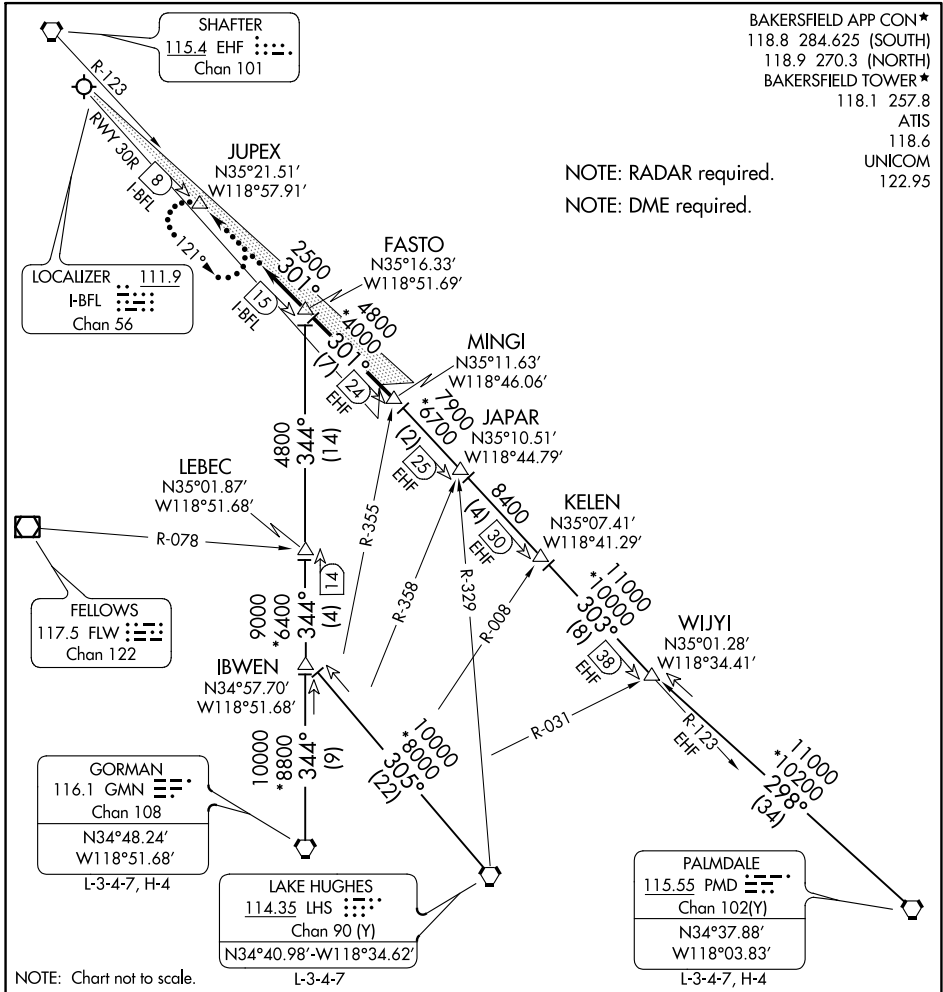 SHAFTER
115.4 EHF
Chan 101
BAKERSFIELD APP CON★
118.8 284.625 (SOUTH)
118.9 270.3 (NORTH)
BAKERSFIELD TOWER★
118.1 257.8
ATIS
118.6
UNICOM
122.95
NOTE: RADAR required.
NOTE: DME required.
R-123
RWY 30R
8
I-BFL
JUPEX
N35°21.51′
W118°57.91′
121°
LOCALIZER 111.9
I-BFL
Chan 56
2500
301°
15
I-BFL
FASTO
N35°16.33′
W118°51.69′
4800
*4000
301°
(7)
24
EHF
MINGI
N35°11.63′
W118°46.06′
7900
*6700
(2)
25
EHF
JAPAR
N35°10.51′
W118°44.79′
8400
(4)
30
EHF
KELEN
N35°07.41′
W118°41.29′
11000
*10000
303°
(8)
38
EHF
WIJYI
N35°01.28′
W118°34.41′
R-123
EHF
11000
*10200
298°
(34)
4800
344°
(14)
LEBEC
N35°01.87′
W118°51.68′
R-078
14
FELLOWS
117.5 FLW
Chan 122
9000
*6400
344°
(4)
IBWEN
N34°57.70′
W118°51.68′
R-355
R-358
R-329
R-008
R-031
10000
*8800
344°
(9)
10000
*8000
305°
(22)
GORMAN
116.1 GMN
Chan 108
N34°48.24′
W118°51.68′
L-3-4-7, H-4
LAKE HUGHES
114.35 LHS
Chan 90 (Y)
N34°40.98′-W118°34.62′
L-3-4-7
PALMDALE
115.55 PMD
Chan 102(Y)
N34°37.88′
W118°03.83′
L-3-4-7, H-4
NOTE: Chart not to scale.